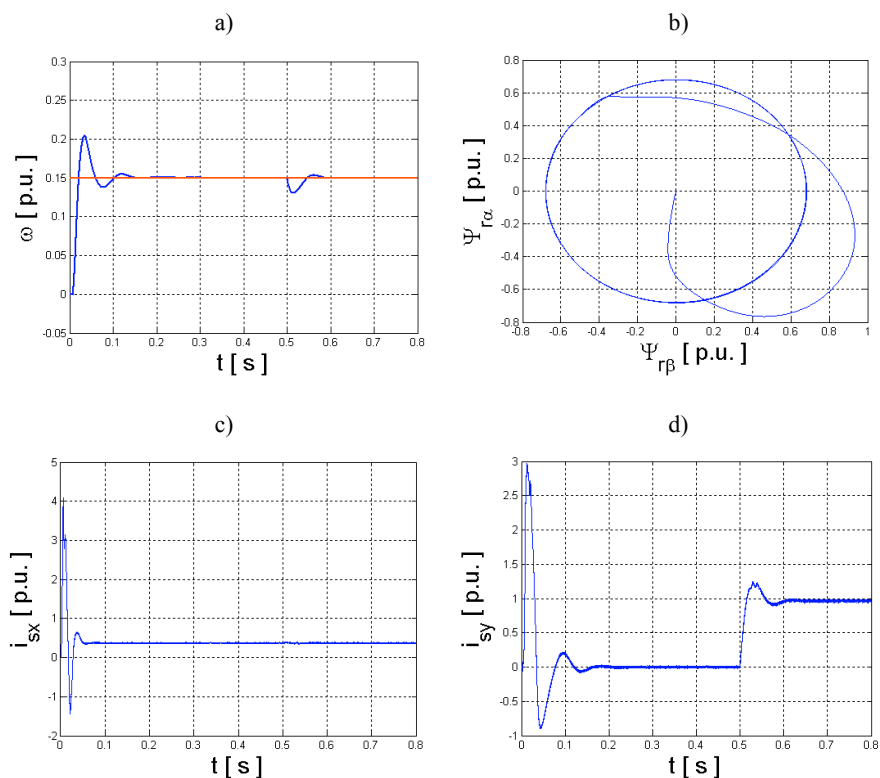 a)
0.3
0.25
0.2
0.15
0.1
0.05
0
-0.05
ω [ p.u. ]
0 0.1 0.2 0.3 0.4 0.5 0.6 0.7 0.8
t [ s ]
b)
0.8
0.6
0.4
0.2
0
-0.2
-0.4
-0.6
-0.8
Ψrα [ p.u. ]
-0.8 -0.6 -0.4 -0.2 0 0.2 0.4 0.6 0.8 1
Ψrβ [ p.u. ]
c)
5
4
3
2
1
0
-1
-2
isx [ p.u. ]
0 0.1 0.2 0.3 0.4 0.5 0.6 0.7 0.8
t [ s ]
d)
3
2.5
2
1.5
1
0.5
0
-0.5
-1
isy [ p.u. ]
0 0.1 0.2 0.3 0.4 0.5 0.6 0.7 0.8
t [ s ]